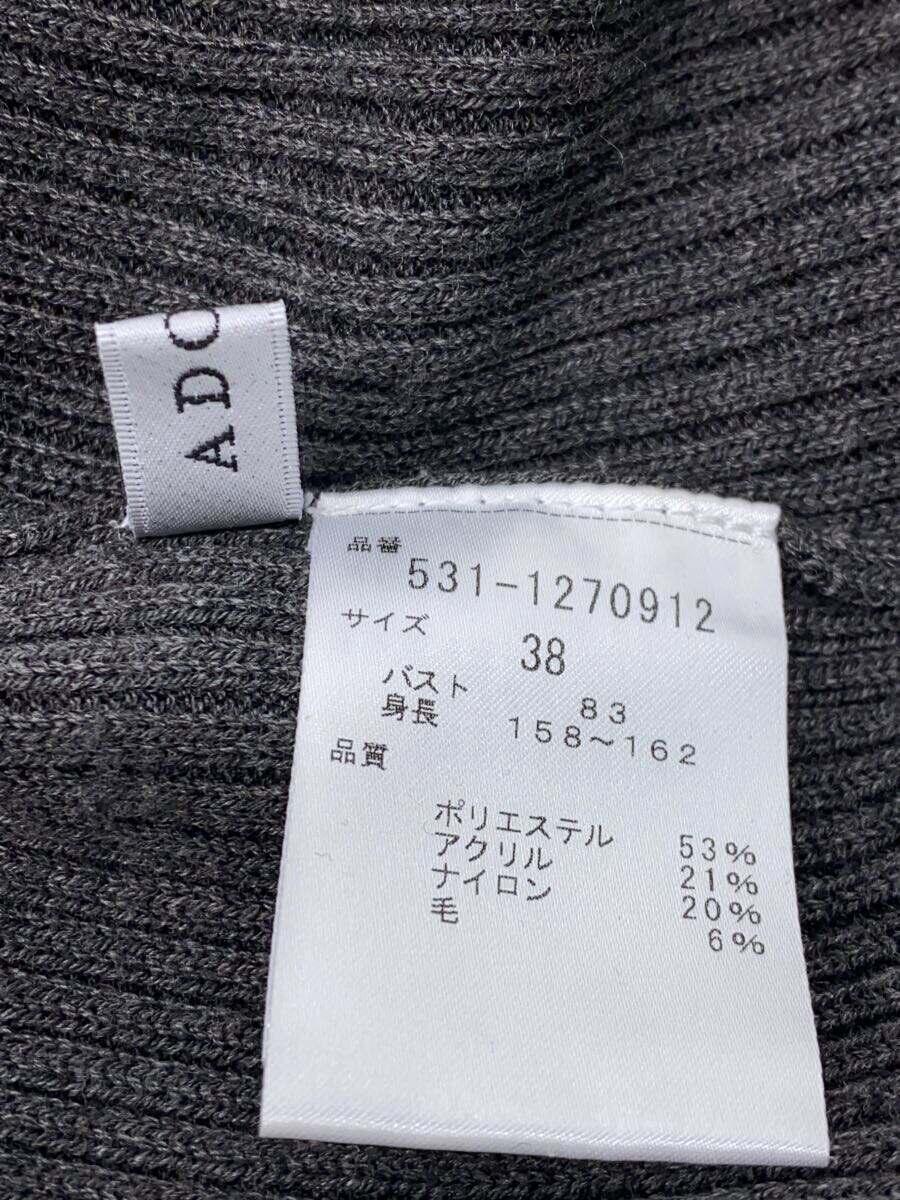 ADO
品番
531-1270912
サイズ
38
バスト 83
身長 158～162
品質
ポリエステル 53%
アクリル 21%
ナイロン 20%
毛 6%